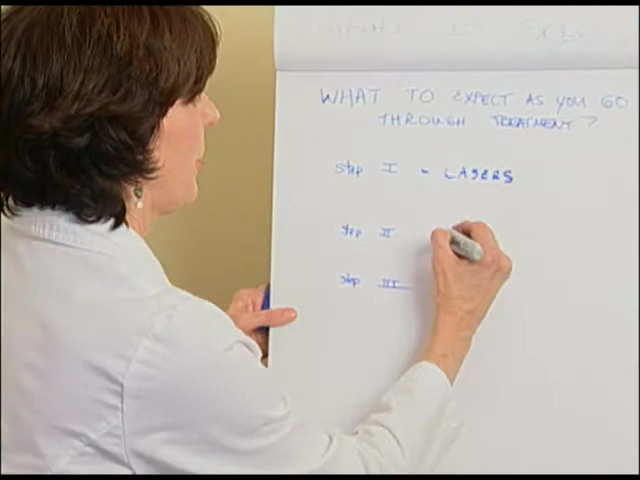 WHAT TO EXPECT AS YOU GO
THROUGH TREATMENT?
Step I - LASERS
Step II
Step III